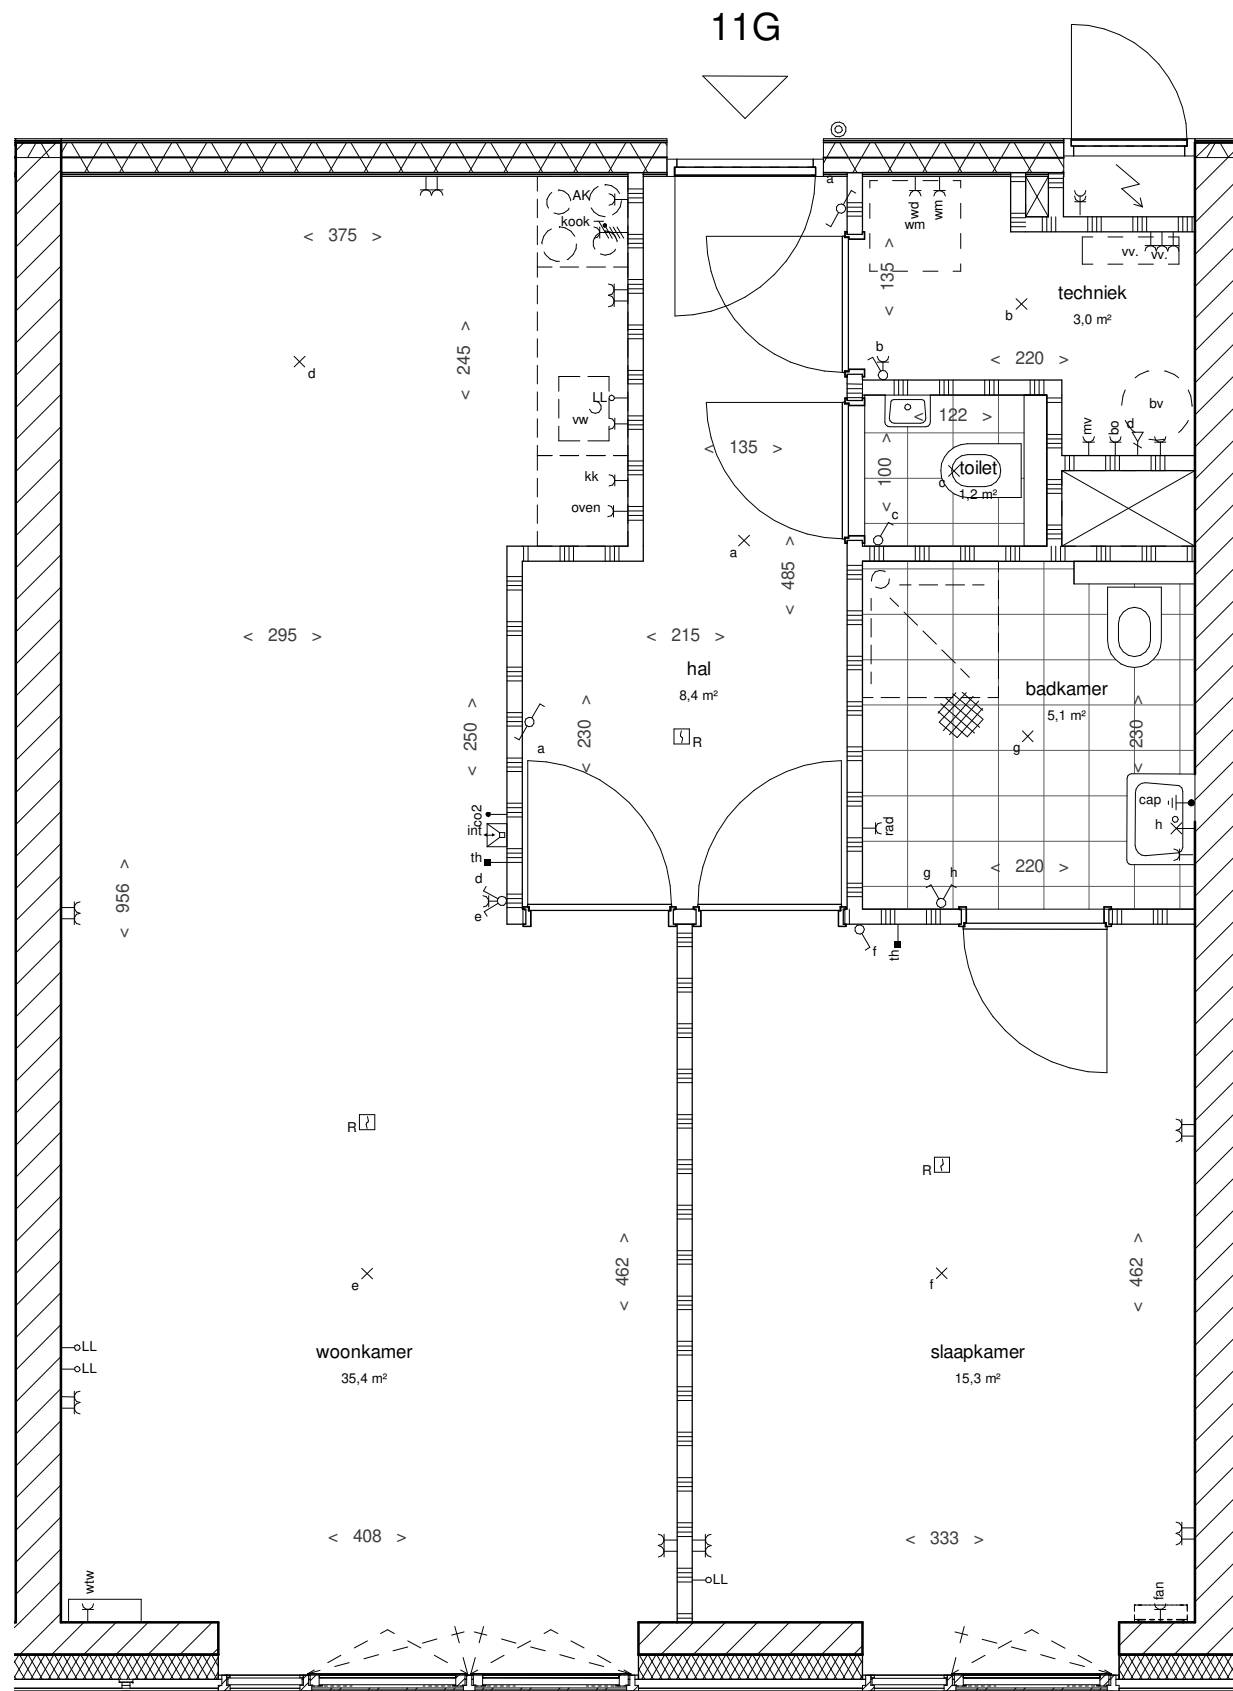 11G
a
AK
kook
< 375 >
wd
wm
wm
vv.
vv.
< 135 >
techniek
3,0 m²
b
< 245 >
b
< 220 >
d
LL
vw
bv
< 122 >
mv
bo
d
< 135 >
< 100 >
toilet
c
1,2 m²
kk
oven
c
a
< 485 >
< 295 >
< 215 >
hal
8,4 m²
badkamer
5,1 m²
< 250 >
< 230 >
R
a
g
< 230 >
co2
int
th
cap
h
rad
d
e
g
h
< 220 >
< 956 >
f
th
R
R
< 462 >
< 462 >
e
f
LL
LL
woonkamer
35,4 m²
slaapkamer
15,3 m²
< 408 >
< 333 >
LL
wtw
fan